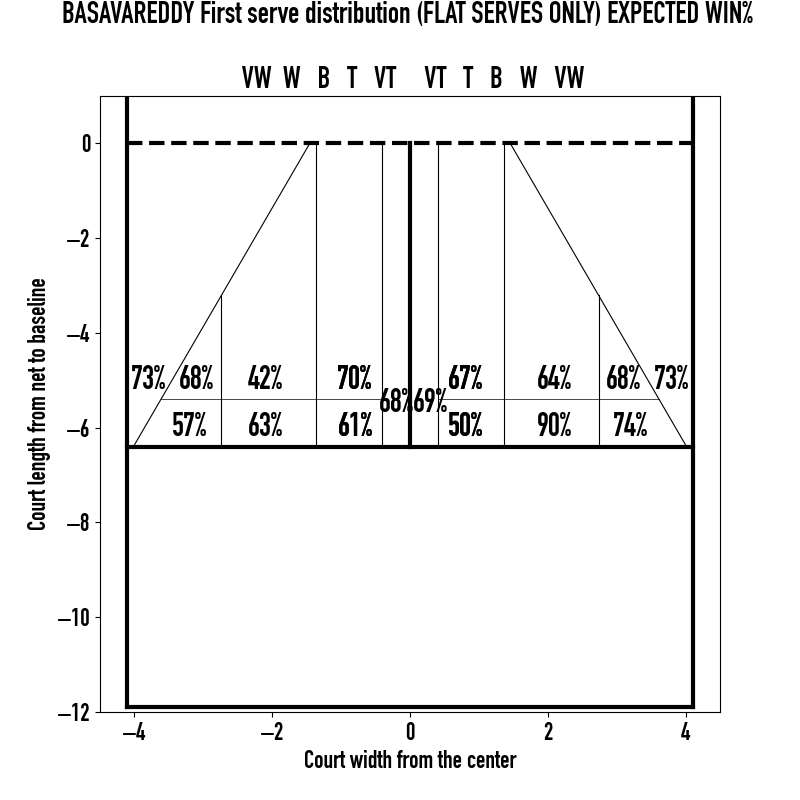 BASAVAREDDY First serve distribution (FLAT SERVES ONLY) EXPECTED WIN%
VW W B T VT VT T B W VW
0
−2
−4
73% 68% 42% 70% 67% 64% 68% 73%
68% 69%
57% 63% 61% 50% 90% 74%
−6
−8
−10
−12
−4 −2 0 2 4
Court width from the center
Court length from net to baseline